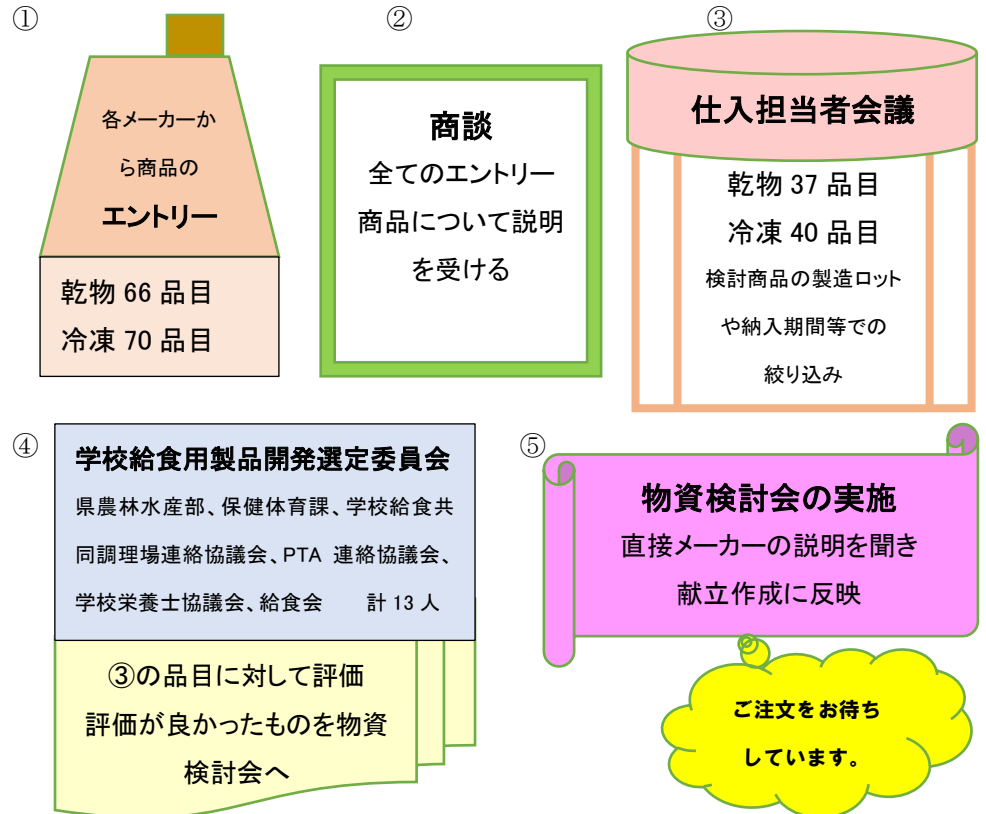 ①
各メーカーか
ら商品の
エントリー
乾物 66 品目
冷凍 70 品目
②
商談
全てのエントリー
商品について説明
を受ける
③
仕入担当者会議
乾物 37 品目
冷凍 40 品目
検討商品の製造ロット
や納入期間等での
絞り込み
④
学校給食用製品開発選定委員会
県農林水産部、保健体育課、学校給食共
同調理場連絡協議会、PTA 連絡協議会、
学校栄養士協議会、給食会　　計 13 人
③の品目に対して評価
評価が良かったものを物資
検討会へ
⑤
物資検討会の実施
直接メーカーの説明を聞き
献立作成に反映
ご注文をお待ち
しています。